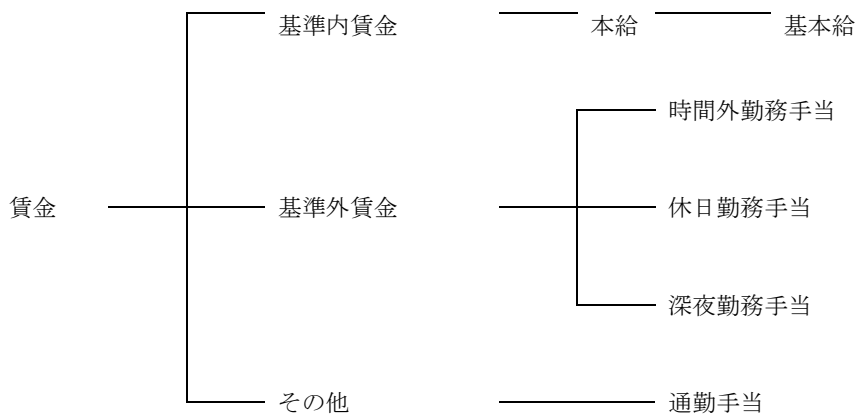 基準内賃金 本給 基本給
時間外勤務手当
賃金 基準外賃金 休日勤務手当
深夜勤務手当
その他 通勤手当